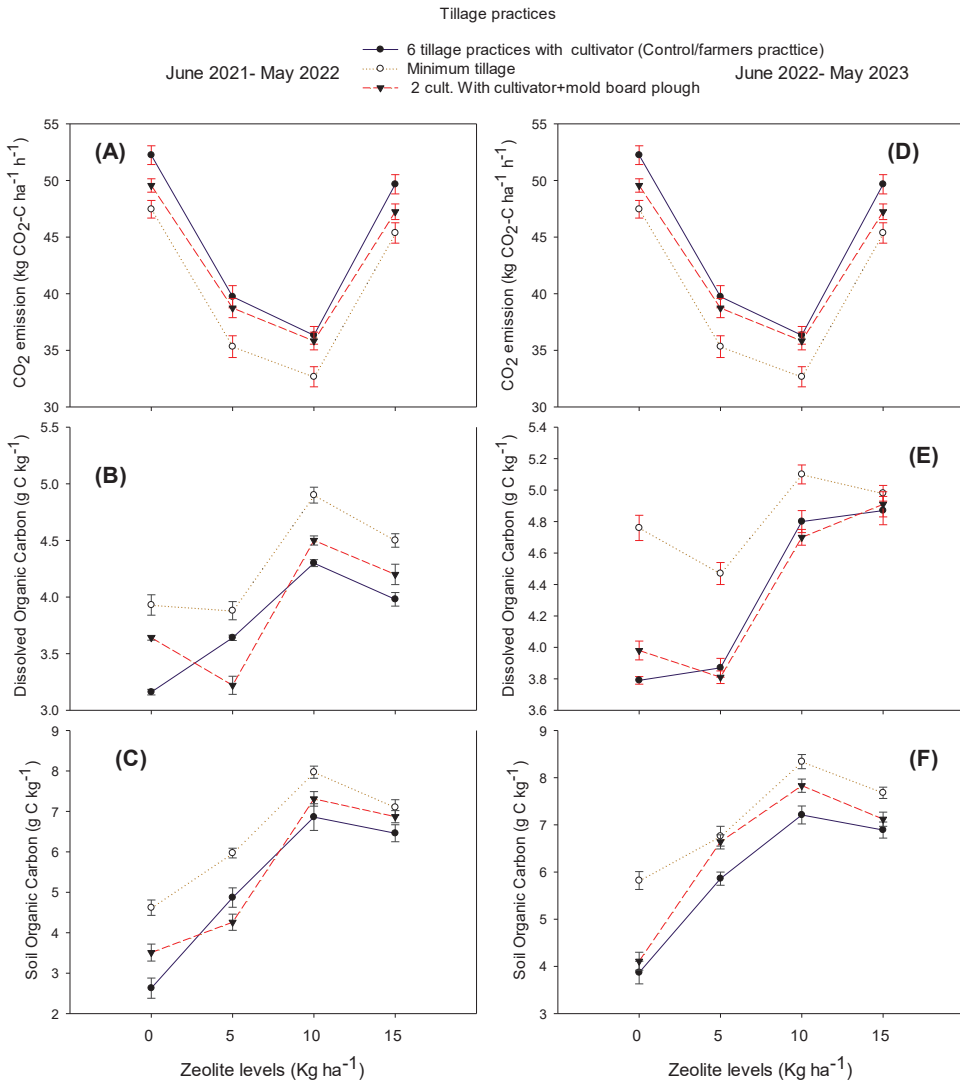 Tillage practices
6 tillage practices with cultivator (Control/farmers practtice)
June 2021- May 2022
Minimum tillage
June 2022- May 2023
2 cult. With cultivator+mold board plough
(A)
CO2 emission (kg CO2-C ha-1 h-1)
55
50
45
40
35
30
(D)
CO2 emission (kg CO2-C ha-1 h-1)
55
50
45
40
35
30
(B)
Dissolved Organic Carbon (g C kg-1)
5.5
5.0
4.5
4.0
3.5
3.0
(E)
Dissolved Organic Carbon (g C kg-1)
5.4
5.2
5.0
4.8
4.6
4.4
4.2
4.0
3.8
3.6
(C)
Soil Organic Carbon (g C kg-1)
9
8
7
6
5
4
3
2
0 5 10 15
Zeolite levels (Kg ha-1)
(F)
Soil Organic Carbon (g C kg-1)
9
8
7
6
5
4
3
0 5 10 15
Zeolite levels (Kg ha-1)